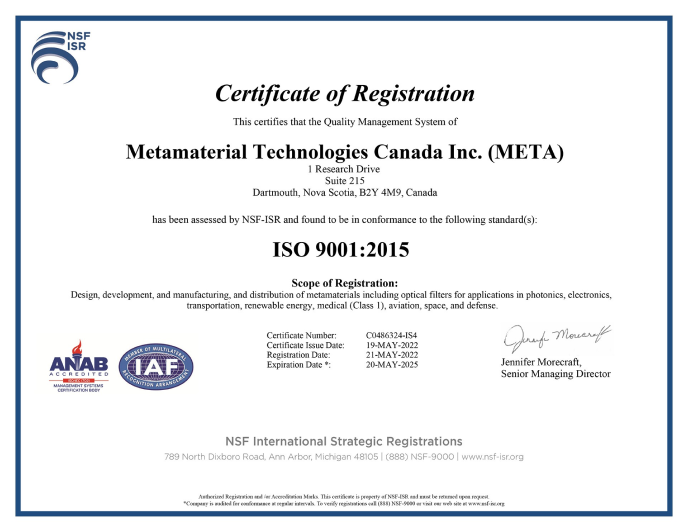 NSF
ISR
Certificate of Registration
This certifies that the Quality Management System of
Metamaterial Technologies Canada Inc. (META)
1 Research Drive
Suite 215
Dartmouth, Nova Scotia, B2Y 4M9, Canada
has been assessed by NSF-ISR and found to be in conformance to the following standard(s):
ISO 9001:2015
Scope of Registration:
Design, development, and manufacturing, and distribution of metamaterials including optical filters for applications in photonics, electronics,
transportation, renewable energy, medical (Class 1), aviation, space, and defense.
Certificate Number: C0486324-IS4
Certificate Issue Date: 19-MAY-2022
Registration Date: 21-MAY-2022
Expiration Date *: 20-MAY-2025
Jennifer Morecraft
Jennifer Morecraft,
Senior Managing Director
ANAB
ACCREDITED
MANAGEMENT SYSTEMS
CERTIFICATION BODY
MEMBER OF MULTILATERAL
IAF
RECOGNITION ARRANGEMENT
NSF International Strategic Registrations
789 North Dixboro Road, Ann Arbor, Michigan 48105 | (888) NSF-9000 | www.nsf-isr.org
Authorized Registration and /or Accreditation Marks. This certificate is property of NSF-ISR and must be returned upon request.
*Company is audited for conformance at regular intervals. To verify registrations call (888) NSF-9000 or visit our web site at www.nsf-isr.org